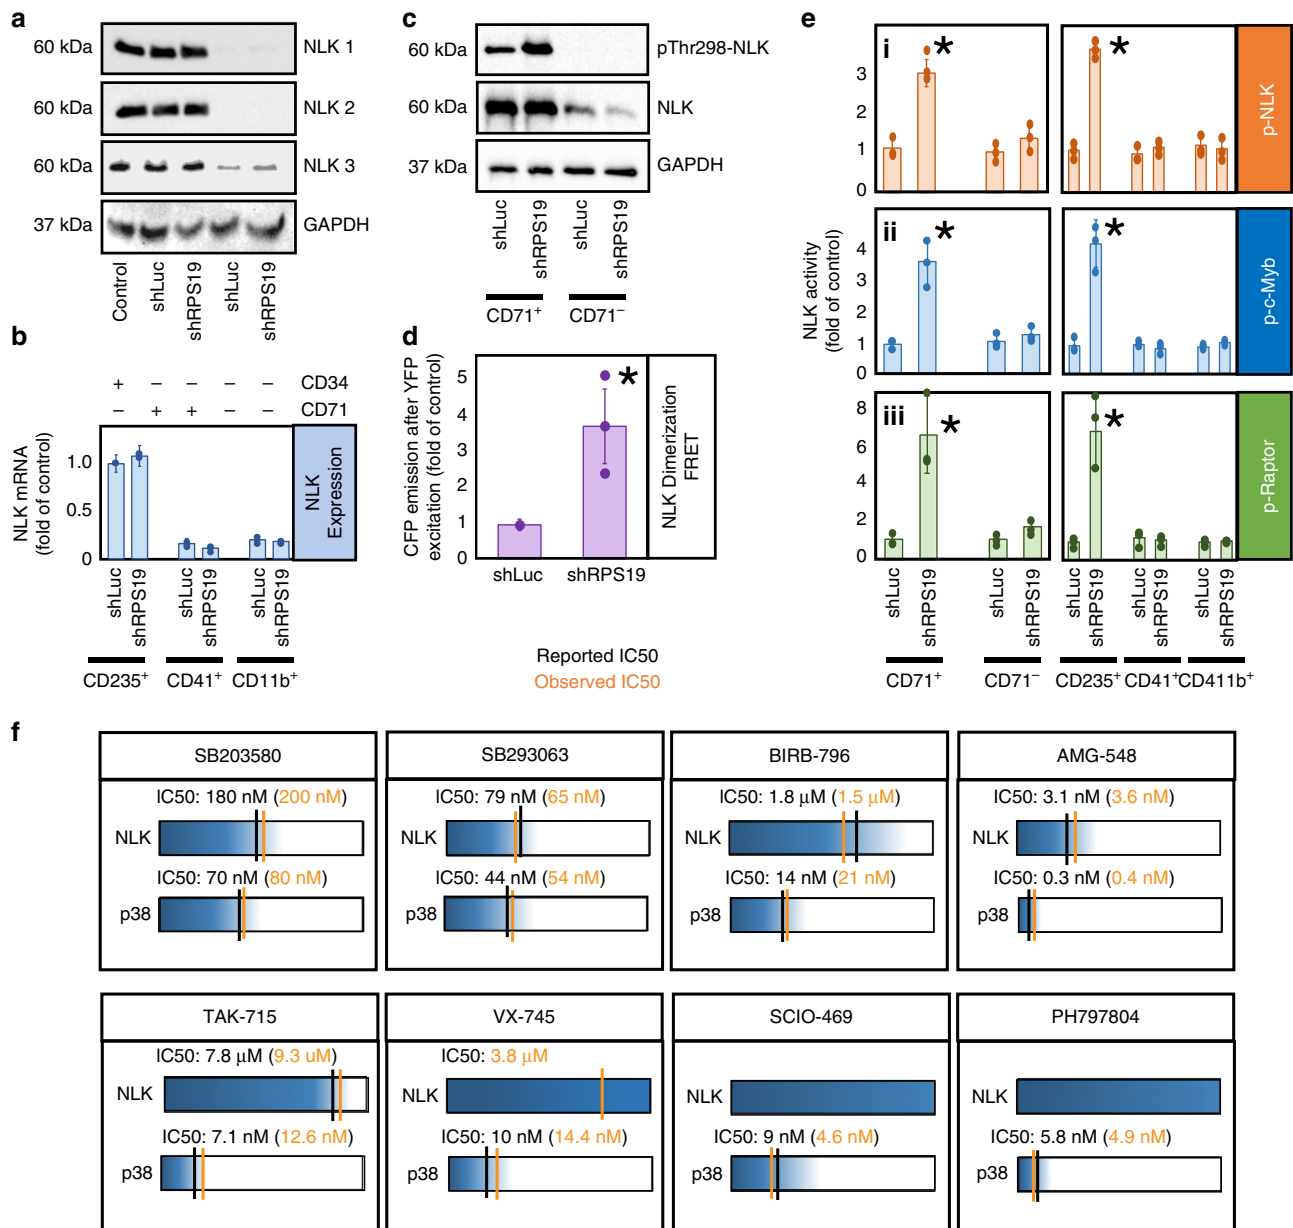 a
60 kDa NLK 1
60 kDa NLK 2
60 kDa NLK 3
37 kDa GAPDH
Control shLuc shRPS19 shLuc shRPS19
+ – – – – CD34
– + + – – CD71
b
NLK mRNA
(fold of control)
1.0
0.5
0
NLK
Expression
shLuc shRPS19 shLuc shRPS19 shLuc shRPS19
CD235+ CD41+ CD11b+
c
60 kDa pThr298-NLK
60 kDa NLK
37 kDa GAPDH
shLuc shRPS19 shLuc shRPS19
CD71+ CD71–
d
CFP emission after YFP
excitation (fold of control)
5
4
3
2
1
0
*
NLK Dimerization
FRET
shLuc shRPS19
Reported IC50
Observed IC50
e
NLK activity
(fold of control)
i
3
2
1
0
* *
p-NLK
ii
4
3
2
1
0
* *
p-c-Myb
iii
8
6
4
2
0
* *
p-Raptor
shLuc shRPS19 shLuc shRPS19 shLuc shRPS19 shLuc shRPS19 shLuc shRPS19
CD71+ CD71– CD235+ CD41+ CD411b+
f
SB203580
IC50: 180 nM (200 nM)
NLK
IC50: 70 nM (80 nM)
p38
SB293063
IC50: 79 nM (65 nM)
NLK
IC50: 44 nM (54 nM)
p38
BIRB-796
IC50: 1.8 µM (1.5 µM)
NLK
IC50: 14 nM (21 nM)
p38
AMG-548
IC50: 3.1 nM (3.6 nM)
NLK
IC50: 0.3 nM (0.4 nM)
p38
TAK-715
IC50: 7.8 µM (9.3 uM)
NLK
IC50: 7.1 nM (12.6 nM)
p38
VX-745
IC50: 3.8 µM
NLK
IC50: 10 nM (14.4 nM)
p38
SCIO-469
NLK
IC50: 9 nM (4.6 nM)
p38
PH797804
NLK
IC50: 5.8 nM (4.9 nM)
p38